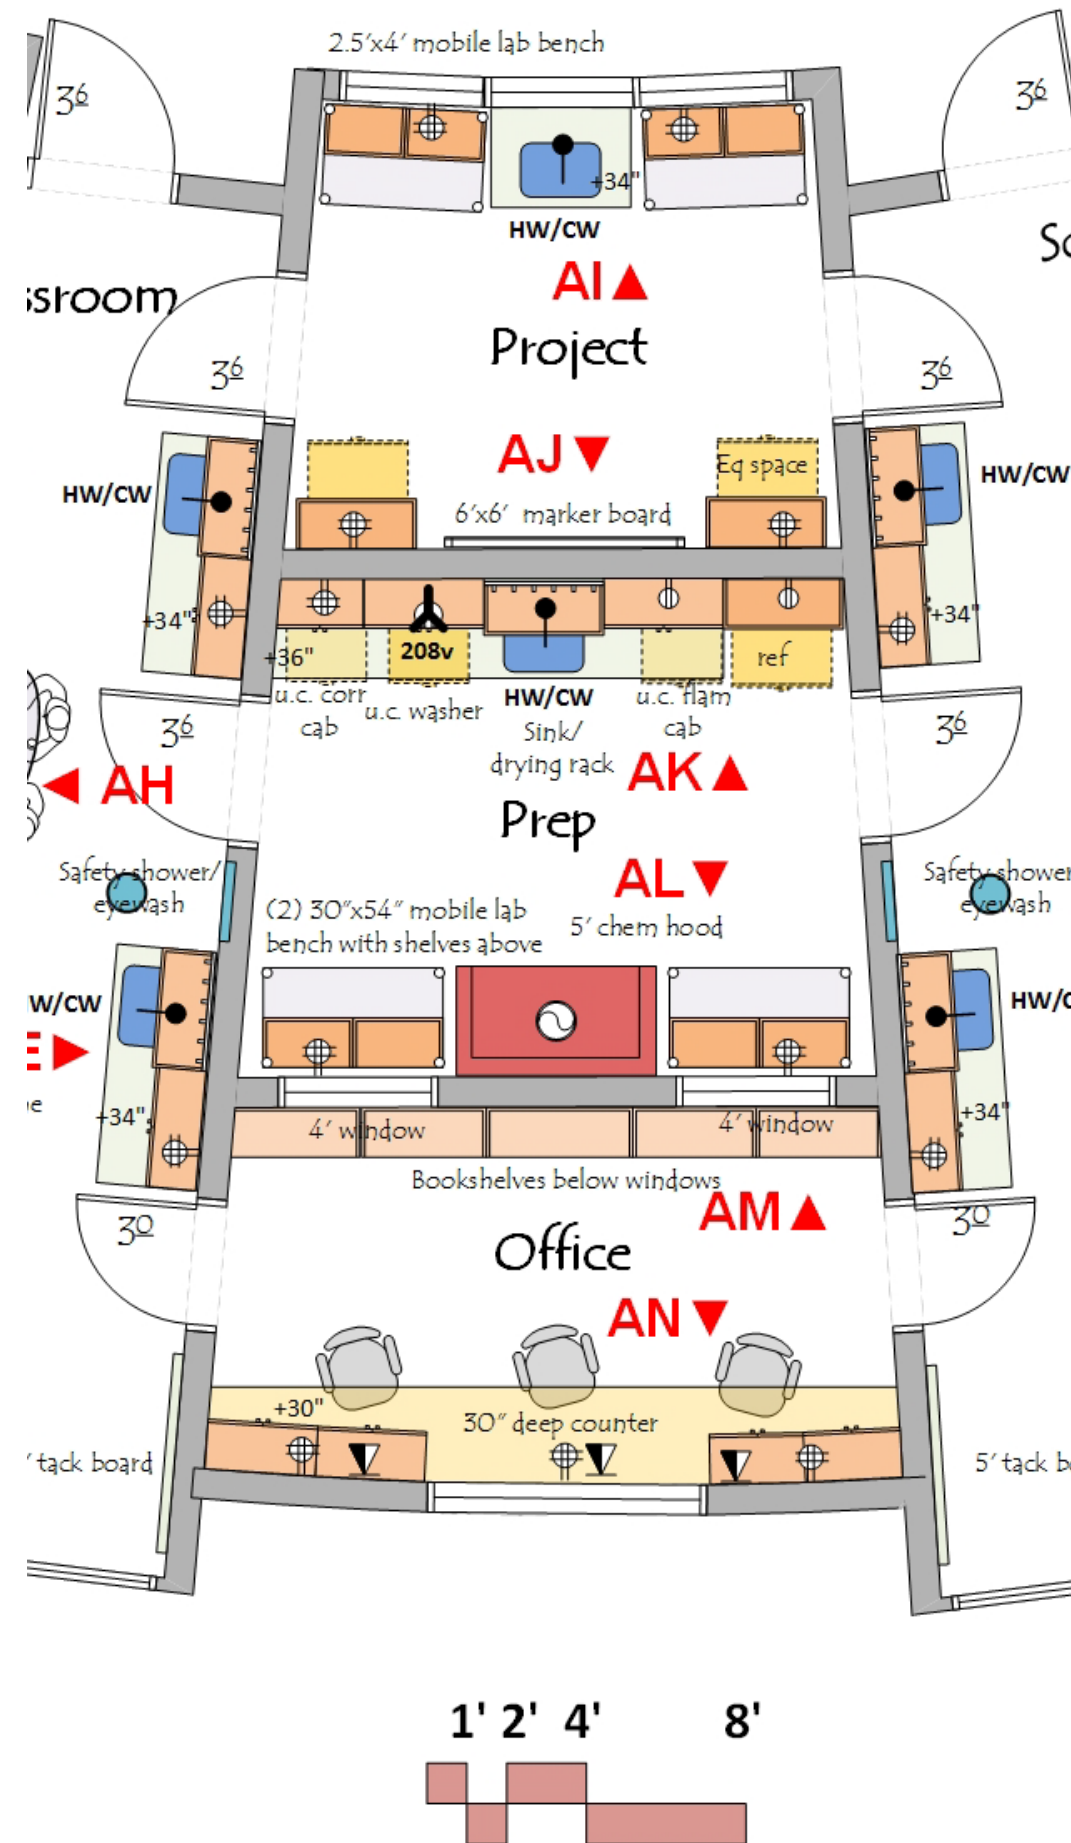 2.5'x4' mobile lab bench
36
36
+34"
HW/CW
AI
ssroom
Project
36
36
AJ
Eq space
6'x6' marker board
HW/CW
HW/CW
+34"
+34"
+36"
208v
ref
u.c. corr
cab
u.c. washer
HW/CW
u.c. flam
cab
Sink/
drying rack
36
36
AH
AK
Prep
AL
Safety shower/
eyewash
Safety shower
eyewash
(2) 30"x54" mobile lab
bench with shelves above
5' chem hood
W/CW
HW/C
E
+34"
+34"
4' window
4' window
Bookshelves below windows
AM
30
30
Office
AN
+30"
30" deep counter
' tack board
5' tack b
1' 2' 4' 8'